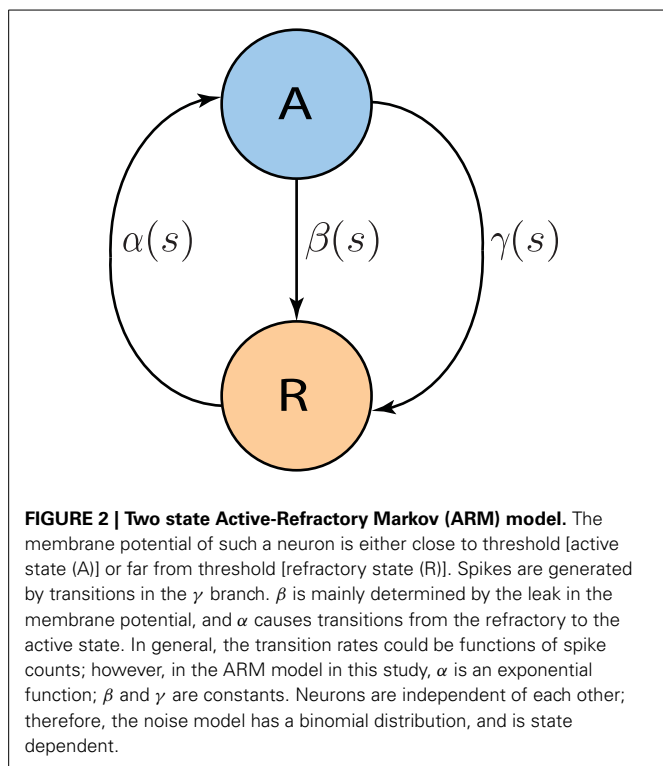 A
α(s)
β(s)
γ(s)
R
FIGURE 2 | Two state Active-Refractory Markov (ARM) model. The
membrane potential of such a neuron is either close to threshold [active
state (A)] or far from threshold [refractory state (R)]. Spikes are generated
by transitions in the γ branch. β is mainly determined by the leak in the
membrane potential, and α causes transitions from the refractory to the
active state. In general, the transition rates could be functions of spike
counts; however, in the ARM model in this study, α is an exponential
function; β and γ are constants. Neurons are independent of each other;
therefore, the noise model has a binomial distribution, and is state
dependent.